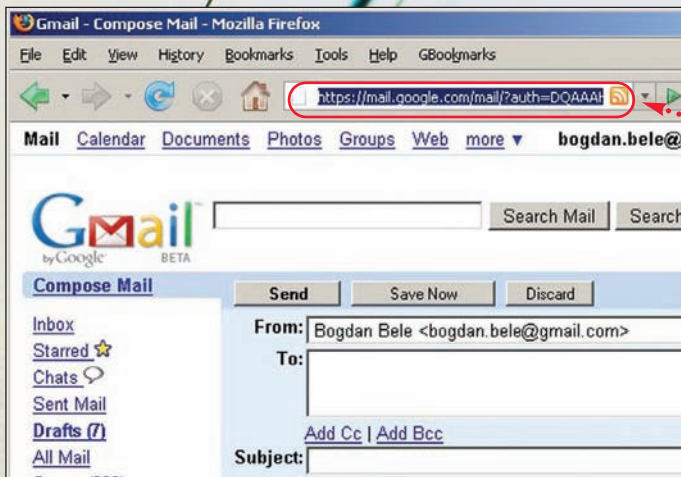 Gmail - Compose Mail - Mozilla Firefox
File Edit View History Bookmarks Tools Help GBookmarks
https://mail.google.com/mail/?auth=DQAAAH
Mail Calendar Documents Photos Groups Web more ▼ bogdan.bele@
Gmail
by Google BETA
Search Mail Search
Compose Mail
Send Save Now Discard
Inbox
From: Bogdan Bele <bogdan.bele@gmail.com>
Starred
To:
Chats
Sent Mail
Drafts (7)
Add Cc | Add Bcc
All Mail
Subject: